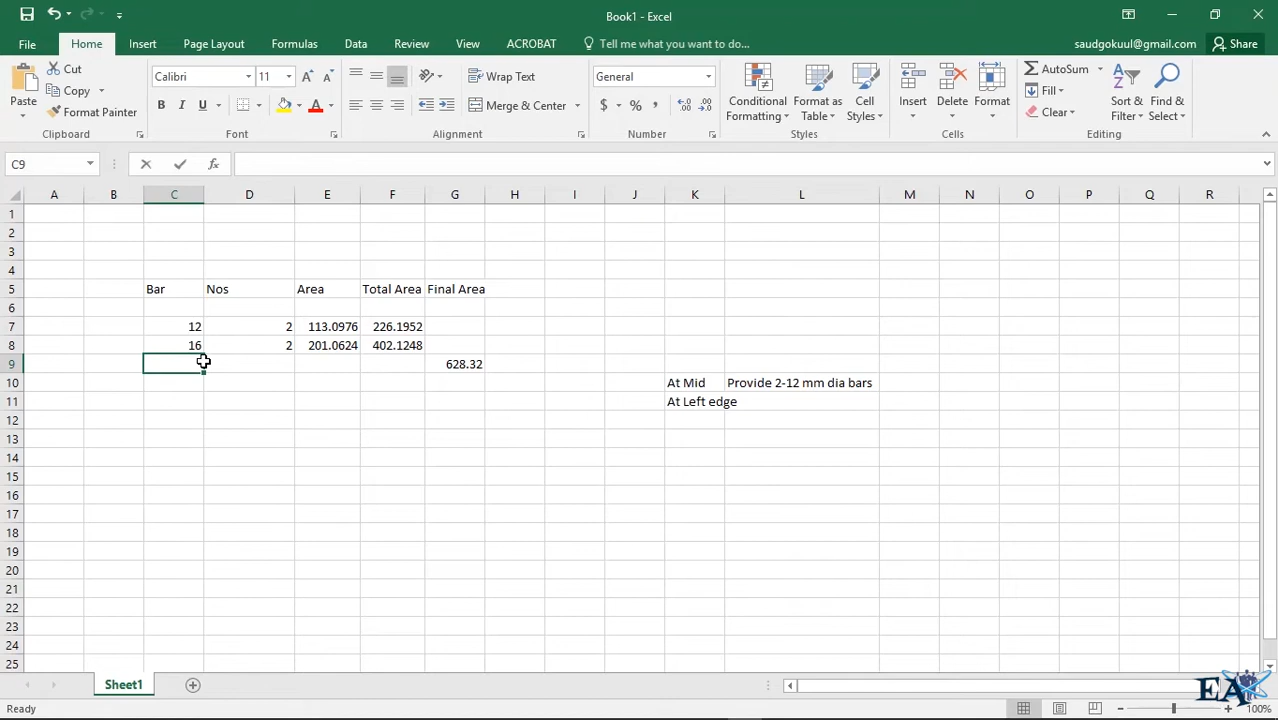 Book1 - Excel
File Home Insert Page Layout Formulas Data Review View ACROBAT Tell me what you want to do... saudgokuul@gmail.com Share
Paste Cut Copy Format Painter
Clipboard
Calibri 11 A A
B I U A
Font
Wrap Text
Merge & Center
Alignment
General
$ % ,
Number
Conditional Formatting Format as Table Cell Styles
Styles
Insert Delete Format
Cells
AutoSum Fill Clear Sort & Filter Find & Select
Editing
C9 fx
A B C D E F G H I J K L M N O P Q R
1
2
3
4
5 Bar Nos Area Total Area Final Area
6
7 12 2 113.0976 226.1952
8 16 2 201.0624 402.1248
9 628.32
10 At Mid Provide 2-12 mm dia bars
11 At Left edge
12
13
14
15
16
17
18
19
20
21
22
23
24
25
Sheet1
EA
Ready 100%